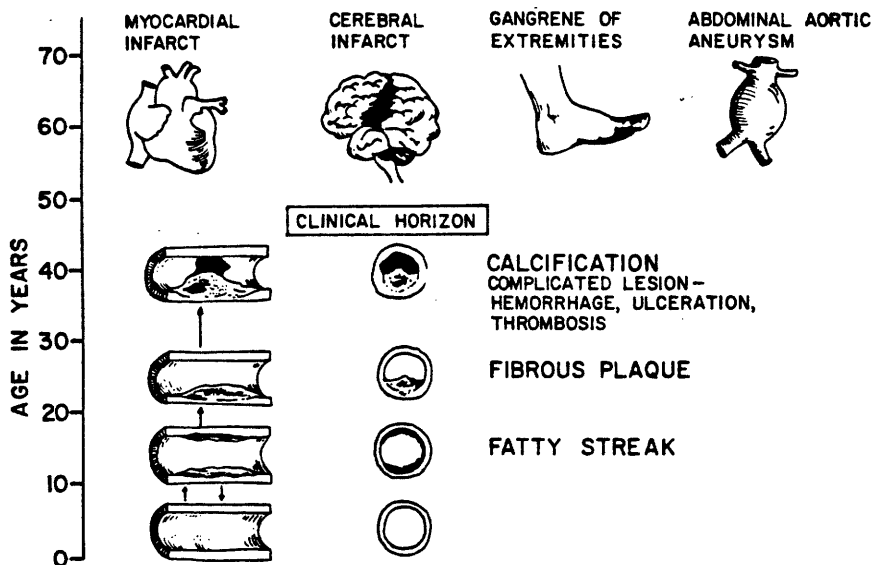 MYOCARDIAL
INFARCT
CEREBRAL
INFARCT
GANGRENE OF
EXTREMITIES
ABDOMINAL AORTIC
ANEURYSM
70
60
50
CLINICAL HORIZON
40
CALCIFICATION
COMPLICATED LESION—
HEMORRHAGE, ULCERATION,
THROMBOSIS
30
FIBROUS PLAQUE
20
FATTY STREAK
10
0
AGE IN YEARS